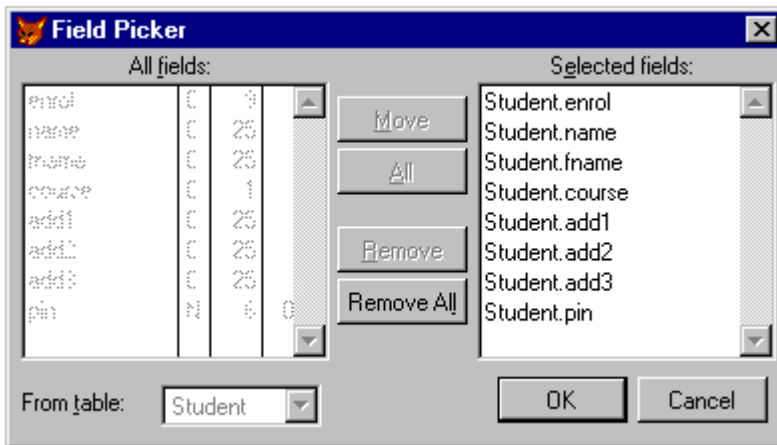 Field Picker
All fields:
enrol C 9
name C 25
fname C 25
course C 1
add1 C 25
add2 C 25
add3 C 25
pin N 6 0
Move
All
Remove
Remove All
Selected fields:
Student.enrol
Student.name
Student.fname
Student.course
Student.add1
Student.add2
Student.add3
Student.pin
From table: Student
OK
Cancel